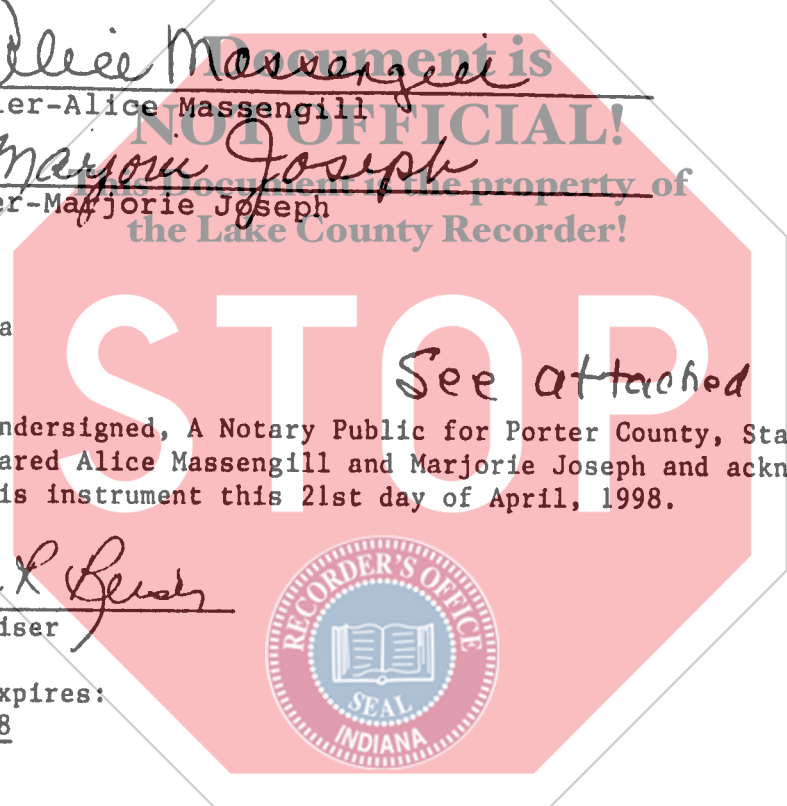 Alice Massengill
Document is
er-Alice Massengill
NOT OFFICIAL!
Marjorie Joseph
This Document is the property of
er-Marjorie Joseph
the Lake County Recorder!
STOP
a
See attached
ndersigned, A Notary Public for Porter County, Sta
ared Alice Massengill and Marjorie Joseph and ackn
is instrument this 21st day of April, 1998.
iser
xpires:
8
RECORDER'S OFFICE
SEAL
INDIANA